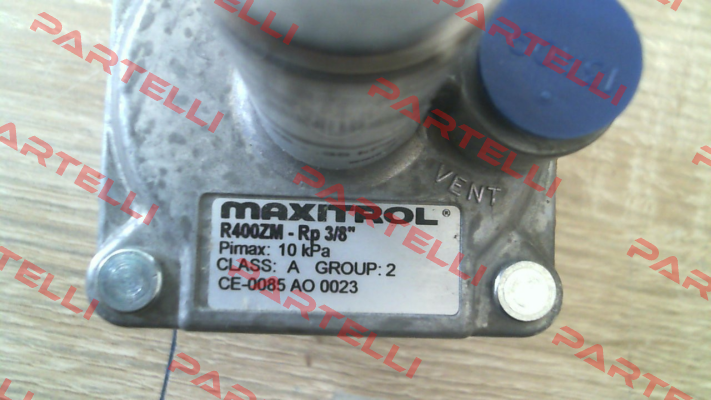 VENT
MAXITROL®
R400ZM - Rp 3/8"
Pimax: 10 kPa
CLASS: A GROUP: 2
CE-0085 AO 0023
PARTELLI
PARTELLI
PARTELLI
PARTELLI
PARTELLI
PARTELLI
PARTELLI
PARTELLI